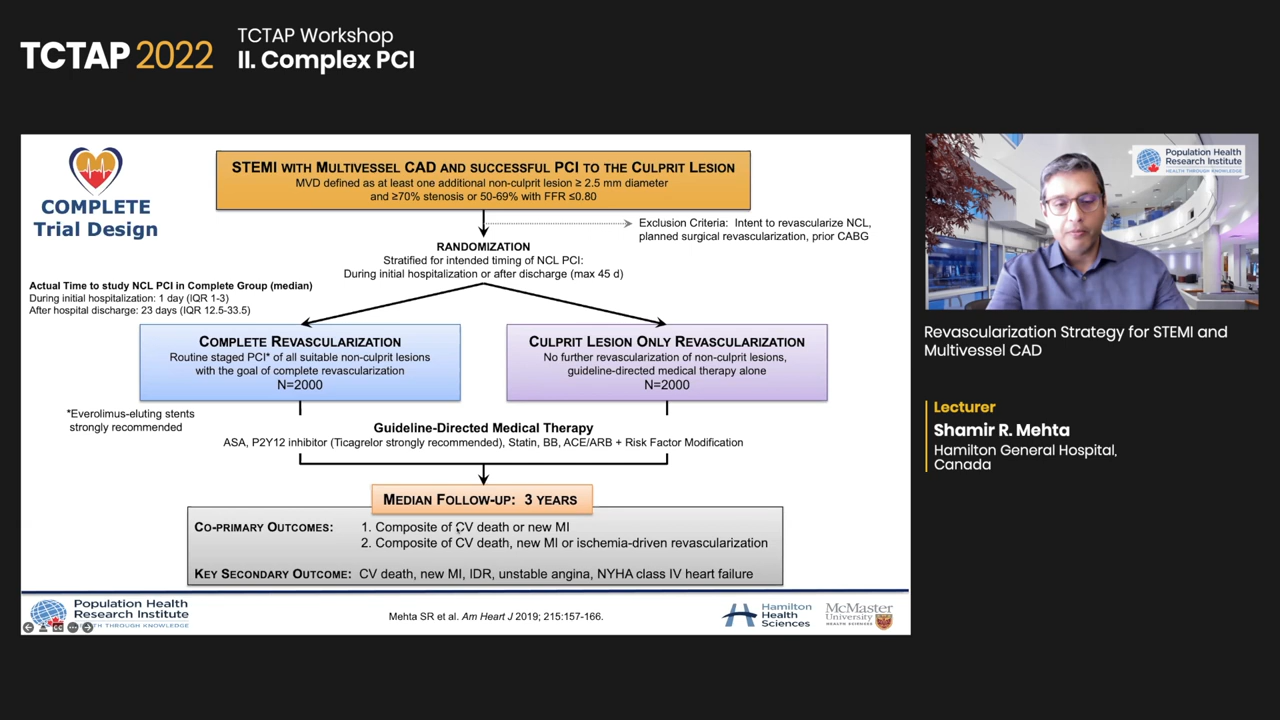 TCTAP 2022
TCTAP Workshop
II. Complex PCI
COMPLETE
Trial Design
STEMI WITH MULTIVESSEL CAD AND SUCCESSFUL PCI TO THE CULPRIT LESION
MVD defined as at least one additional non-culprit lesion ≥ 2.5 mm diameter
and ≥70% stenosis or 50-69% with FFR ≤0.80
Exclusion Criteria: Intent to revascularize NCL,
planned surgical revascularization, prior CABG
RANDOMIZATION
Stratified for intended timing of NCL PCI:
During initial hospitalization or after discharge (max 45 d)
Actual Time to study NCL PCI in Complete Group (median)
During initial hospitalization: 1 day (IQR 1-3)
After hospital discharge: 23 days (IQR 12.5-33.5)
COMPLETE REVASCULARIZATION
Routine staged PCI* of all suitable non-culprit lesions
with the goal of complete revascularization
N=2000
CULPRIT LESION ONLY REVASCULARIZATION
No further revascularization of non-culprit lesions,
guideline-directed medical therapy alone
N=2000
*Everolimus-eluting stents
strongly recommended
Guideline-Directed Medical Therapy
ASA, P2Y12 inhibitor (Ticagrelor strongly recommended), Statin, BB, ACE/ARB + Risk Factor Modification
MEDIAN FOLLOW-UP: 3 YEARS
CO-PRIMARY OUTCOMES: 1. Composite of CV death or new MI
2. Composite of CV death, new MI or ischemia-driven revascularization
KEY SECONDARY OUTCOME: CV death, new MI, IDR, unstable angina, NYHA class IV heart failure
Population Health
Research Institute
HEALTH THROUGH KNOWLEDGE
Mehta SR et al. Am Heart J 2019; 215:157-166.
Hamilton
Health
Sciences
McMaster
University
HEALTH SCIENCES
Population Health
Research Institute
HEALTH THROUGH KNOWLEDGE
Revascularization Strategy for STEMI and
Multivessel CAD
Lecturer
Shamir R. Mehta
Hamilton General Hospital,
Canada